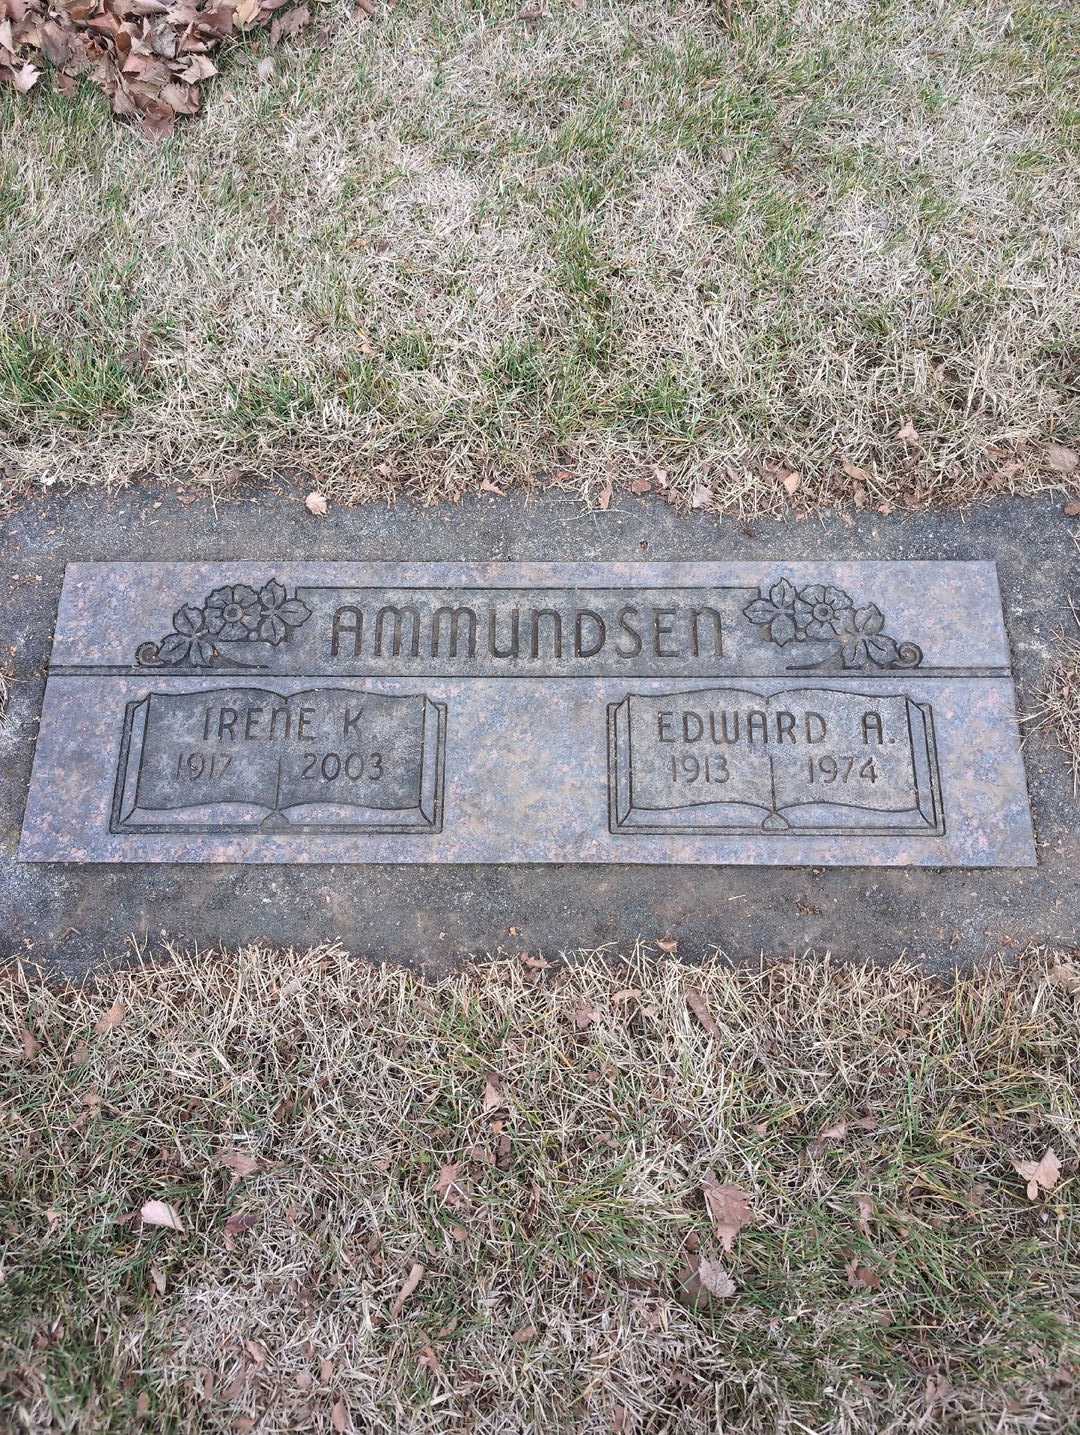 AMMUNDSEN
IRENE K
1917 2003
EDWARD A.
1913 1974